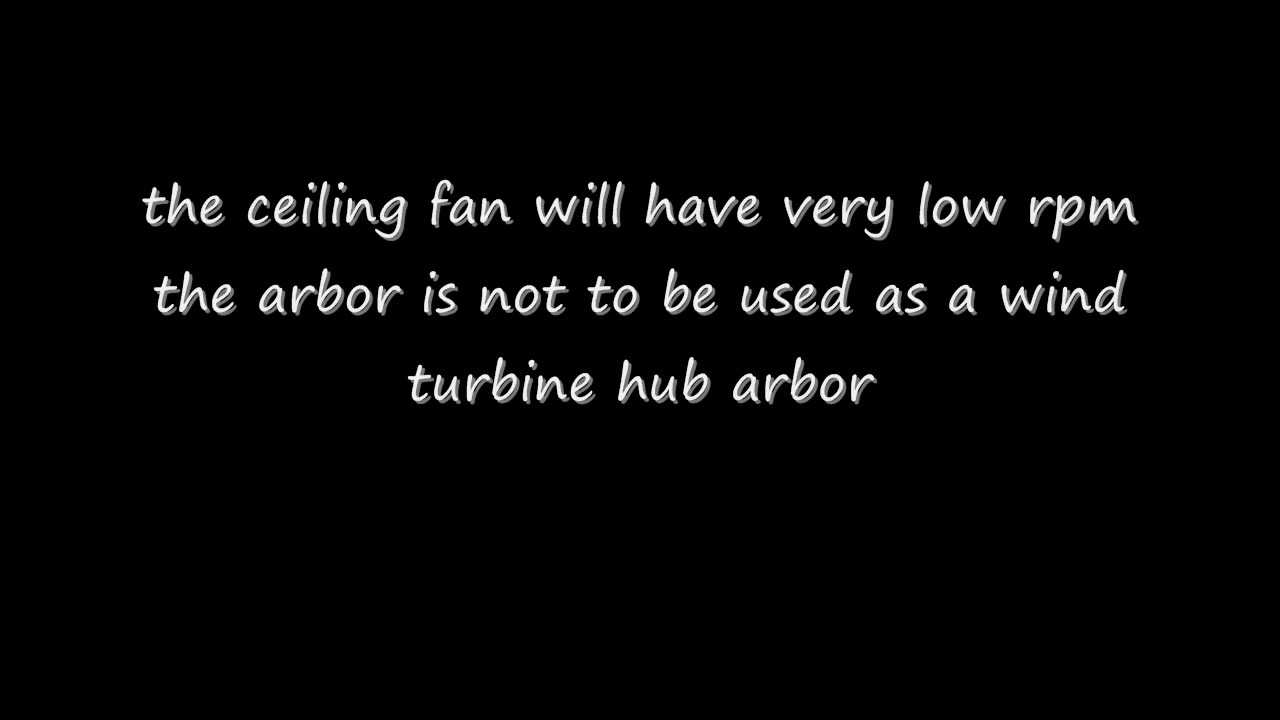 the ceiling fan will have very low rpm
the arbor is not to be used as a wind
turbine hub arbor